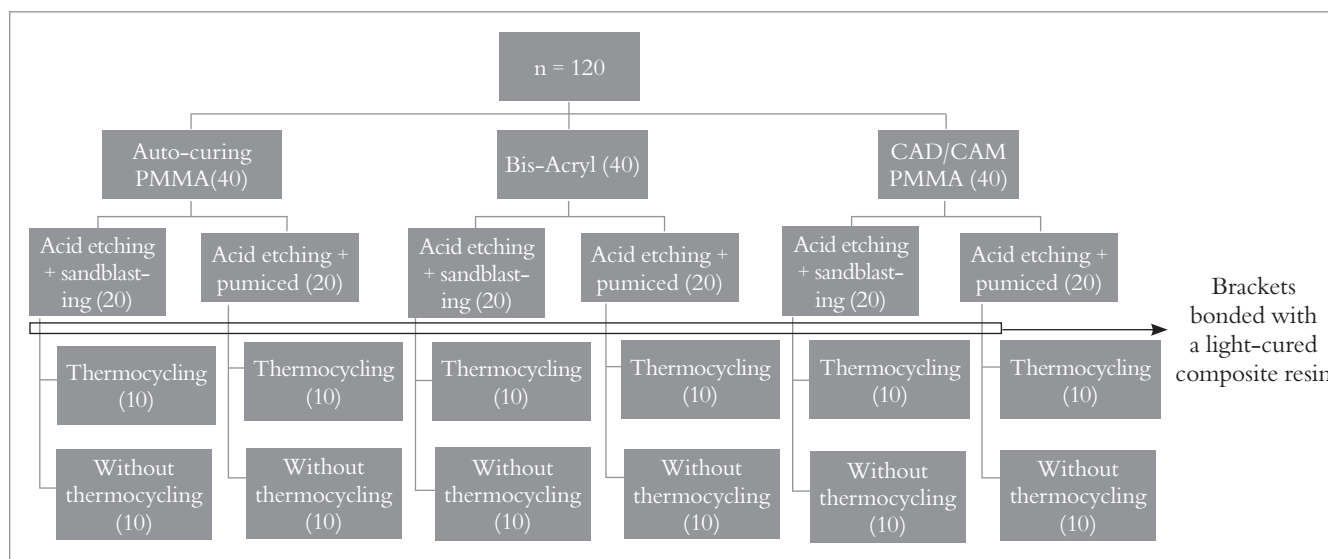 n = 120
Auto-curing
PMMA(40)
Bis-Acryl (40)
CAD/CAM
PMMA (40)
Acid etching
+ sandblast-
ing (20)
Acid etching +
pumiced (20)
Acid etching
+ sandblast-
ing (20)
Acid etching +
pumiced (20)
Acid etching
+ sandblast-
ing (20)
Acid etching +
pumiced (20)
Brackets
bonded with
a light-cured
composite resin
Thermocycling
(10)
Thermocycling
(10)
Thermocycling
(10)
Thermocycling
(10)
Thermocycling
(10)
Thermocycling
(10)
Without
thermocycling
(10)
Without
thermocycling
(10)
Without
thermocycling
(10)
Without
thermocycling
(10)
Without
thermocycling
(10)
Without
thermocycling
(10)